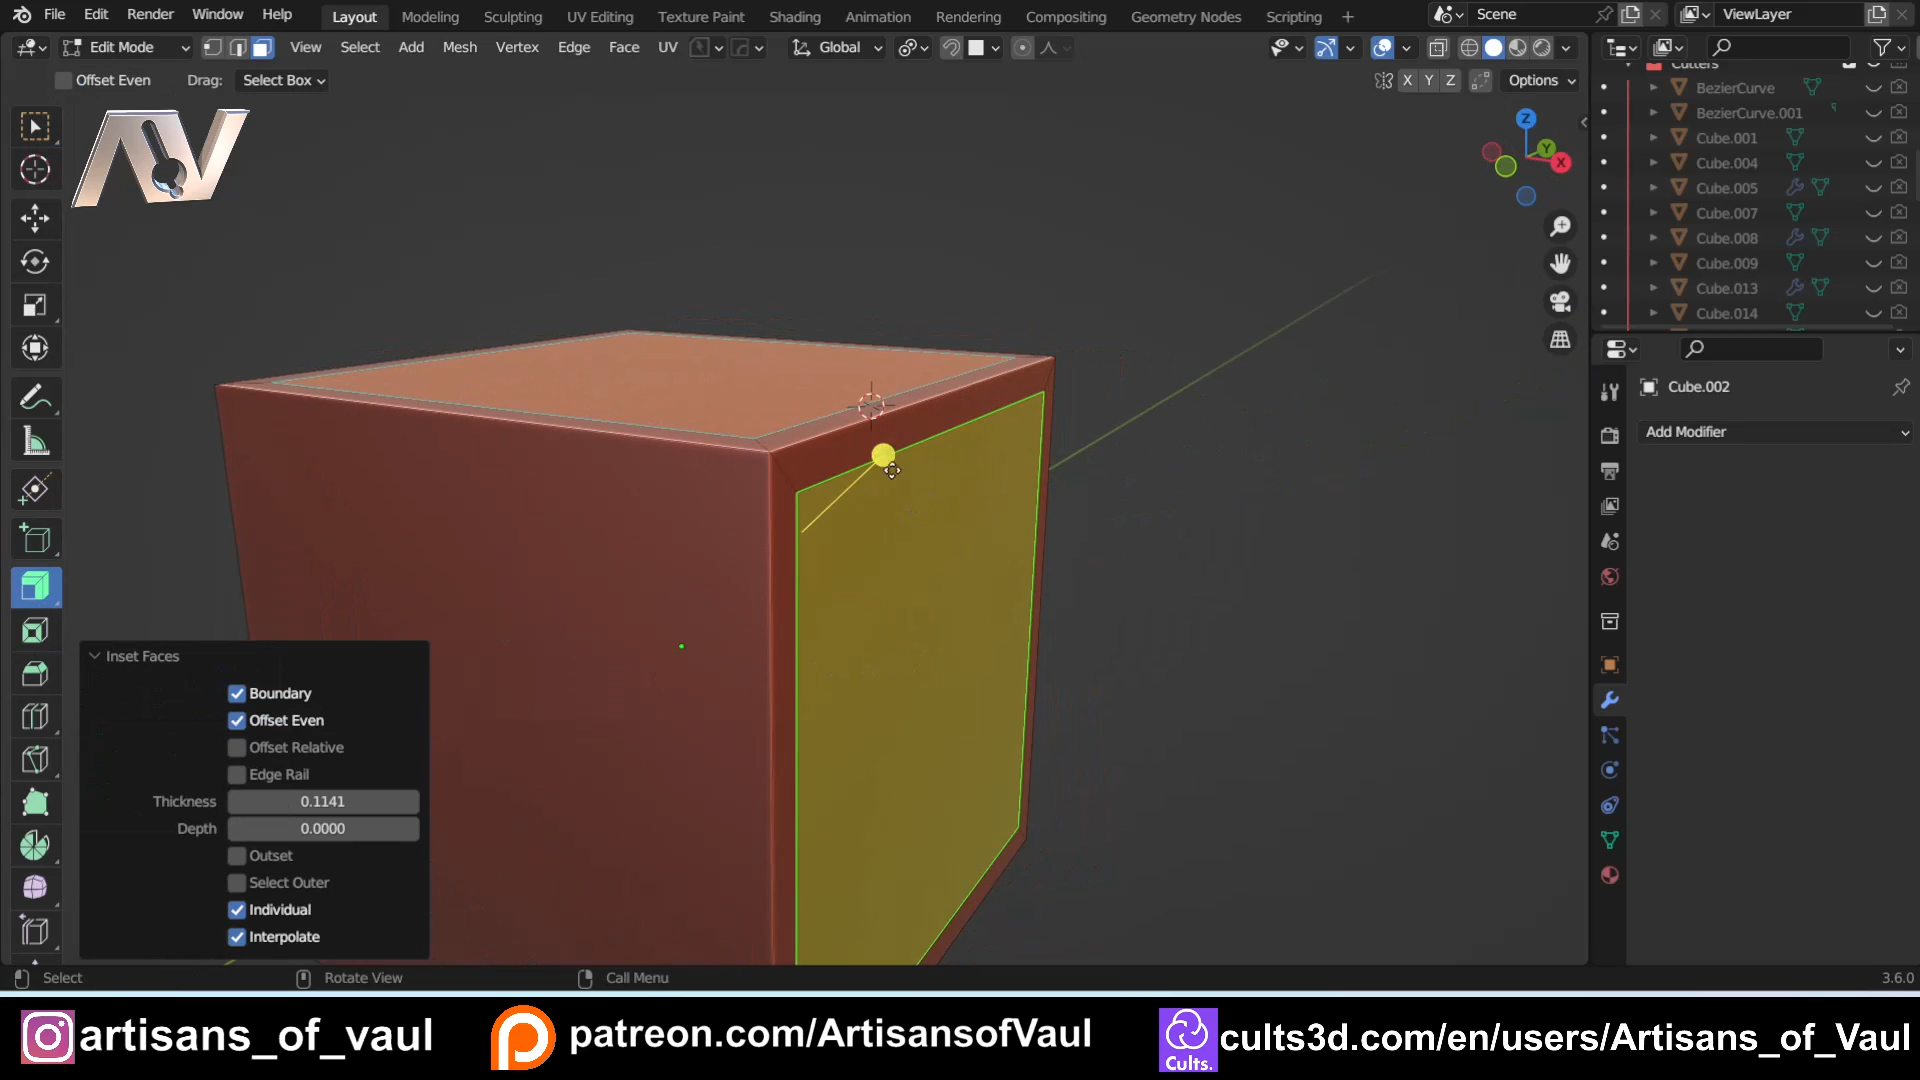 File Edit Render Window Help Layout Modeling Sculpting UV Editing Texture Paint Shading Animation Rendering Compositing Geometry Nodes Scripting + Scene ViewLayer
Edit Mode View Select Add Mesh Vertex Edge Face UV Global
Offset Even Drag: Select Box X Y Z Options
Cutters
BezierCurve
BezierCurve.001
Cube.001
Cube.004
Cube.005
Cube.007
Cube.008
Cube.009
Cube.013
Cube.014
Z
Y
X
AV
Cube.002
Add Modifier
Inset Faces
Boundary
Offset Even
Offset Relative
Edge Rail
Thickness 0.1141
Depth 0.0000
Outset
Select Outer
Individual
Interpolate
Select Rotate View Call Menu 3.6.0
artisans_of_vaul patreon.com/ArtisansofVaul cults3d.com/en/users/Artisans_of_Vaul
Cults.